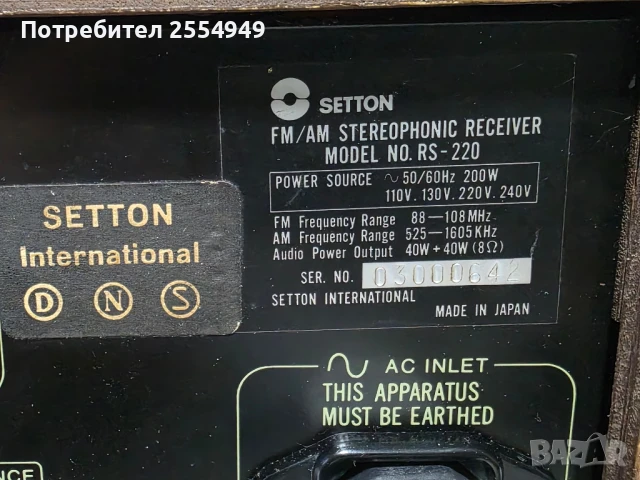 Потребител 2554949
SETTON
FM/AM STEREOPHONIC RECEIVER
MODEL NO. RS-220
POWER SOURCE ∿ 50/60Hz 200W
110V. 130V. 220V. 240V
FM Frequency Range 88—108MHz
AM Frequency Range 525—1605KHz
Audio Power Output 40W+40W (8Ω)
SER. NO. 03000642
SETTON INTERNATIONAL
MADE IN JAPAN
SETTON
International
D N S
∿ AC INLET
THIS APPARATUS
MUST BE EARTHED
NCE
BAZAR